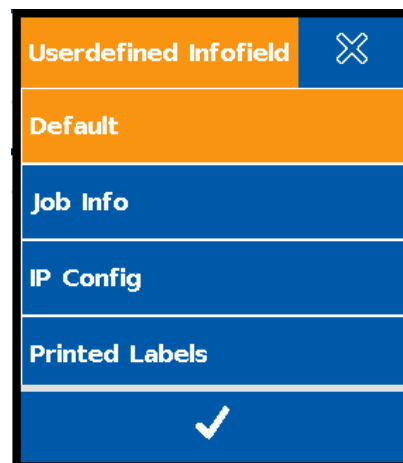 Userdefined Infofield
Default
Job Info
IP Config
Printed Labels